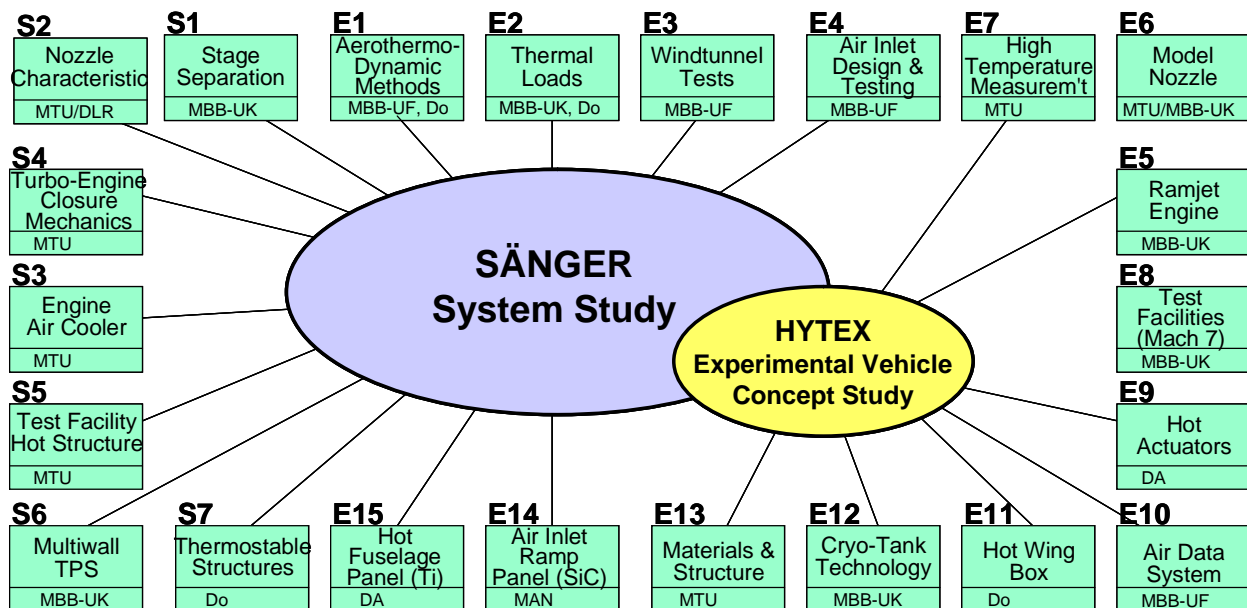 S2
Nozzle
Characteristic
MTU/DLR
S1
Stage
Separation
MBB-UK
E1
Aerothermo-
Dynamic
Methods
MBB-UF, Do
E2
Thermal
Loads
MBB-UK, Do
E3
Windtunnel
Tests
MBB-UF
E4
Air Inlet
Design &
Testing
MBB-UF
E7
High
Temperature
Measurem't
MTU
E6
Model
Nozzle
MTU/MBB-UK
S4
Turbo-Engine
Closure
Mechanics
MTU
E5
Ramjet
Engine
MBB-UK
SÄNGER
System Study
S3
Engine
Air Cooler
MTU
E8
Test
Facilities
(Mach 7)
MBB-UK
HYTEX
Experimental Vehicle
Concept Study
S5
Test Facility
Hot Structure
MTU
E9
Hot
Actuators
DA
S6
Multiwall
TPS
MBB-UK
S7
Thermostable
Structures
Do
E15
Hot
Fuselage
Panel (Ti)
DA
E14
Air Inlet
Ramp
Panel (SiC)
MAN
E13
Materials &
Structure
MTU
E12
Cryo-Tank
Technology
MBB-UK
E11
Hot Wing
Box
Do
E10
Air Data
System
MBB-UF